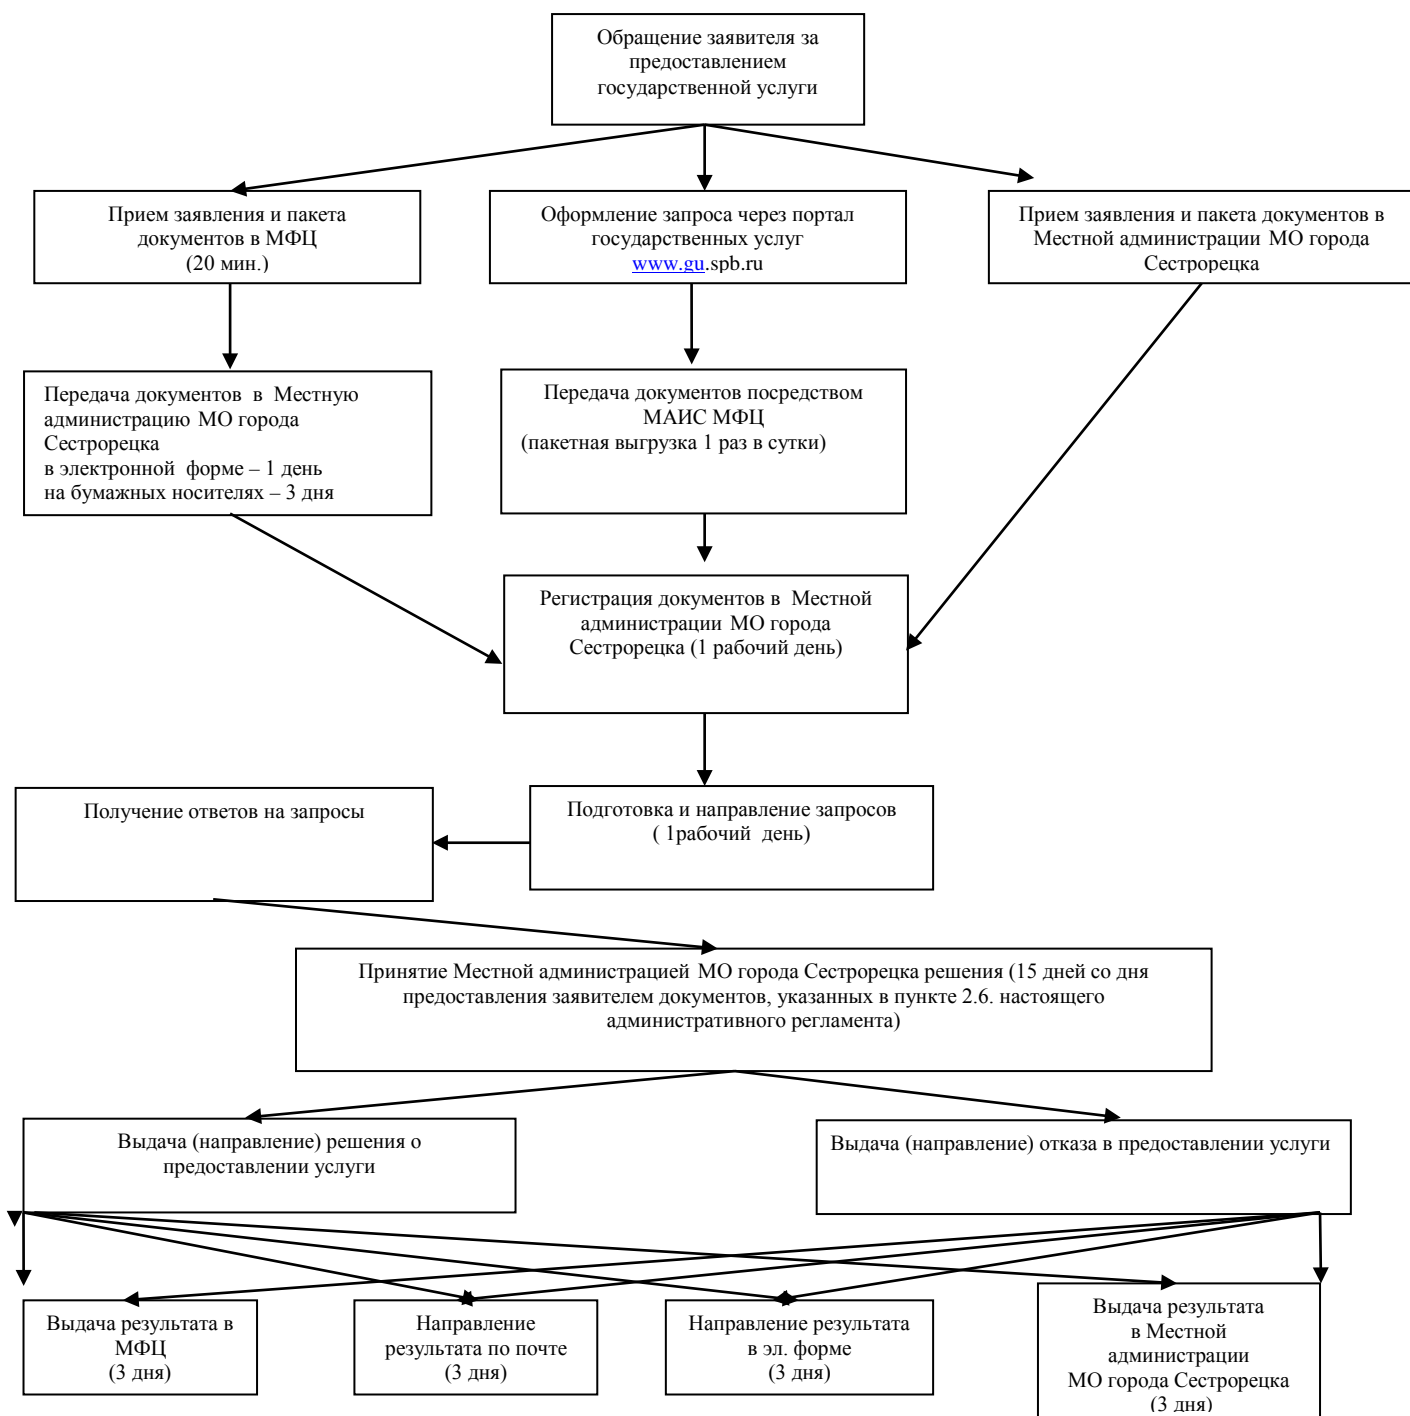 Обращение заявителя за
предоставлением
государственной услуги
Прием заявления и пакета
документов в МФЦ
(20 мин.)
Оформление запроса через портал
государственных услуг
www.gu.spb.ru
Прием заявления и пакета документов в
Местной администрации МО города
Сестрорецка
Передача документов в Местную
администрацию МО города
Сестрорецка
в электронной форме – 1 день
на бумажных носителях – 3 дня
Передача документов посредством
МАИС МФЦ
(пакетная выгрузка 1 раз в сутки)
Регистрация документов в Местной
администрации МО города
Сестрорецка (1 рабочий день)
Получение ответов на запросы
Подготовка и направление запросов
( 1рабочий день)
Принятие Местной администрацией МО города Сестрорецка решения (15 дней со дня
предоставления заявителем документов, указанных в пункте 2.6. настоящего
административного регламента)
Выдача (направление) решения о
предоставлении услуги
Выдача (направление) отказа в предоставлении услуги
Выдача результата в
МФЦ
(3 дня)
Направление
результата по почте
(3 дня)
Направление результата
в эл. форме
(3 дня)
Выдача результата
в Местной
администрации
МО города Сестрорецка
(3 дня)